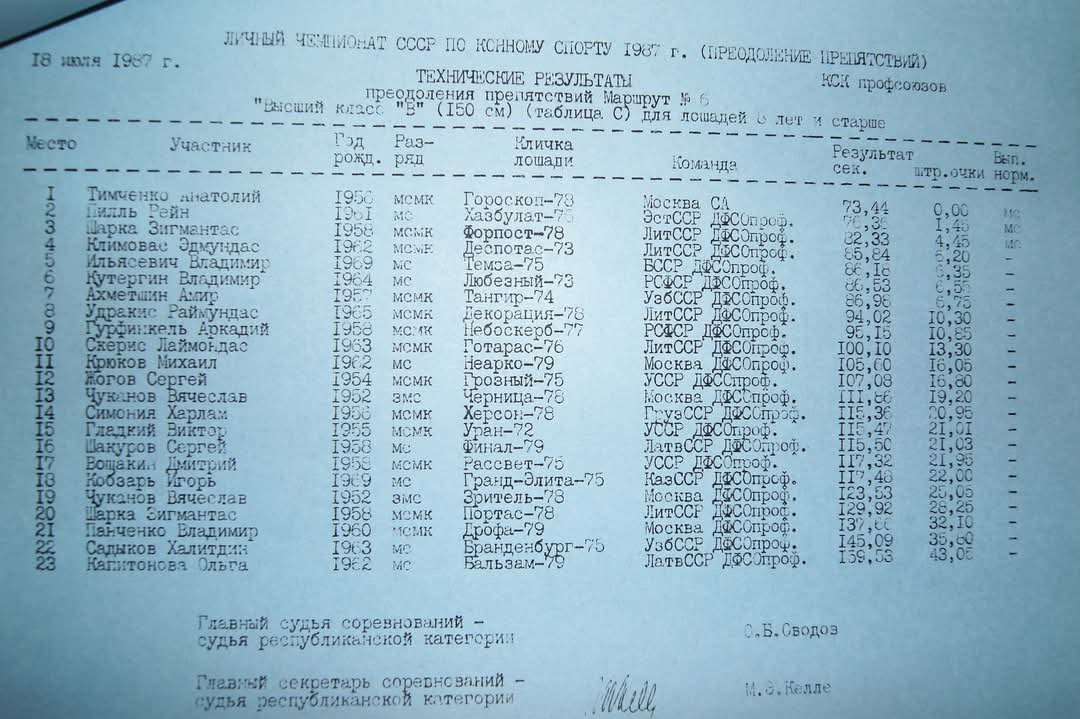 ЛИЧНЫЙ ЧЕМПИОНАТ СССР ПО КОННОМУ СПОРТУ 1987 г. (ПРЕОДОЛЕНИЕ ПРЕПЯТСТВИЙ)
18 июля 1987 г. КСК профсоюзов
ТЕХНИЧЕСКИЕ РЕЗУЛЬТАТЫ
преодоления препятствий Маршрут № 6
"Высший класс "В" (150 см) (таблица С) для лошадей 6 лет и старше
Место Участник Год рожд. Раз-ряд Кличка лошади Команда Результат сек. штр.очки Вып. норм.
1 Тимченко Анатолий 1956 мсмк Гороскоп-78 Москва СА 73,44 0,00 мс
2 Пилль Рейн 1961 мс Хазбулат-75 ЭстССР ДФСОпроф. 76,36 1,45 мс
3 Шарка Зигмантас 1958 мсмк Форпост-78 ЛитССР ДФСОпроф. 82,33 4,45 мс
4 Климовас Эдмундас 1962 мсмк Деспотас-73 ЛитССР ДФСОпроф. 85,84 6,20 –
5 Ильясевич Владимир 1969 мс Темза-75 БССР ДФСОпроф. 86,18 6,35 –
6 Кутергин Владимир 1964 мс Любезный-73 РСФСР ДФСОпроф. 86,53 6,55 –
7 Ахметшин Амир 1957 мсмк Тангир-74 УзбССР ДФСОпроф. 86,98 6,75 –
8 Удракис Раймундас 1965 мсмк Декорация-78 ЛитССР ДФСОпроф. 94,02 10,30 –
9 Гурфинкель Аркадий 1958 мсмк Небоскерб-77 РСФСР ДФСОпроф. 95,15 10,85 –
10 Скерис Лаймондас 1963 мсмк Готарас-76 ЛитССР ДФСОпроф. 100,10 13,30 –
11 Крюков Михаил 1962 мс Неарко-79 Москва ДФСОпроф. 105,60 16,05 –
12 Жогов Сергей 1954 мсмк Грозный-75 УССР ДФСОпроф. 107,08 16,80 –
13 Чуканов Вячеслав 1952 змс Черница-78 Москва ДФСОпроф. 111,86 19,20 –
14 Симония Харлам 1958 мсмк Херсон-78 ГрузССР ДФСОпроф. 115,36 20,95 –
15 Гладкий Виктор 1955 мсмк Уран-72 УССР ДФСОпроф. 115,47 21,01 –
16 Шакуров Сергей 1958 мс Финал-79 ЛатвССР ДФСОпроф. 115,50 21,03 –
17 Вощакин Дмитрий 1958 мсмк Рассвет-75 УССР ДФСОпроф. 117,32 21,95 –
18 Кобзарь Игорь 1969 мс Гранд-Элита-75 КазССР ДФСОпроф. 117,48 22,00 –
19 Чуканов Вячеслав 1952 змс Зритель-78 Москва ДФСОпроф. 123,53 25,05 –
20 Шарка Зигмантас 1958 мсмк Портас-78 ЛитССР ДФСОпроф. 129,92 28,25 –
21 Панченко Владимир 1960 мсмк Дрофа-79 Москва ДФСОпроф. 32,10 –
22 Садыков Халитдин 1963 мс Бранденбург-75 УзбССР ДФСОпроф. 145,09 35,80 –
23 Капитонова Ольга 1962 мс Бальзам-79 ЛатвССР ДФСОпроф. 159,53 43,05 –
Главный судья соревнований –
судья республиканской категории О.Б.Сводов
Главный секретарь соревнований –
судья республиканской категории М.Э.Келле